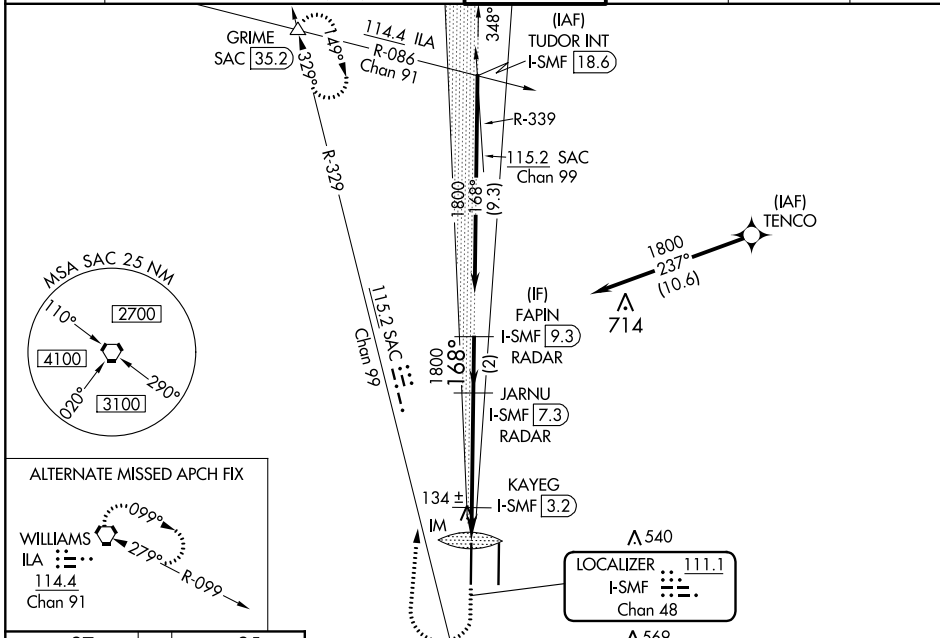 GRIME
SAC 35.2
149°
329°
114.4 ILA
R-086
Chan 91
348°
(IAF)
TUDOR INT
I-SMF 18.6
R-339
115.2 SAC
Chan 99
R-329
1800
168°
(9.3)
(IAF)
TENCO
1800
237°
(10.6)
714
MSA SAC 25 NM
110°
2700
4100
020°
290°
3100
115.2 SAC
Chan 99
(IF)
FAPIN
I-SMF 9.3
RADAR
1800
168°
(2)
JARNU
I-SMF 7.3
RADAR
KAYEG
I-SMF 3.2
134 ±
IM
ALTERNATE MISSED APCH FIX
WILLIAMS
ILA
114.4
Chan 91
099°
279°
R-099
540
LOCALIZER 111.1
I-SMF
Chan 48
569